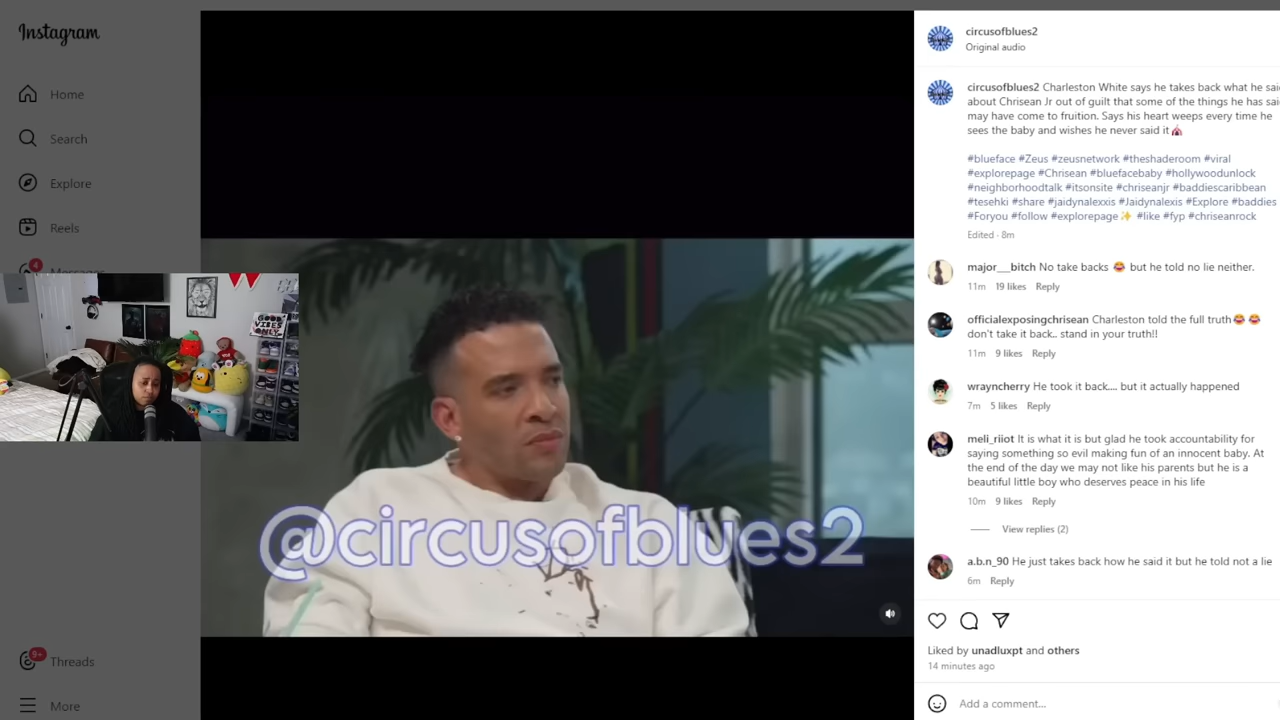 Instagram
Home
Search
Explore
Reels
4
Messages
GOOD
VIBES
ONLY
9+
Threads
More
@circusofblues2
circusofblues2
Original audio
circusofblues2 Charleston White says he takes back what he sai
about Chrisean Jr out of guilt that some of the things he has sai
may have come to fruition. Says his heart weeps every time he
sees the baby and wishes he never said it🎪
#blueface #Zeus #zeusnetwork #theshaderoom #viral
#explorepage #Chrisean #bluefacebaby #hollywoodunlock
#neighborhoodtalk #itsonsite #chriseanjr #baddiescaribbean
#tesehki #share #jaidynalexxis #Jaidynalexis #Explore #baddies
#Foryou #follow #explorepage✨ #like #fyp #chriseanrock
Edited · 8m
major___bitch No take backs 😂 but he told no lie neither.
11m 19 likes Reply
officialexposingchrisean Charleston told the full truth😂 😂
don't take it back.. stand in your truth!!
11m 9 likes Reply
wrayncherry He took it back.... but it actually happened
7m 5 likes Reply
meli_riiot It is what it is but glad he took accountability for
saying something so evil making fun of an innocent baby. At
the end of the day we may not like his parents but he is a
beautiful little boy who deserves peace in his life
10m 9 likes Reply
View replies (2)
a.b.n_90 He just takes back how he said it but he told not a lie
6m Reply
Liked by unadluxpt and others
14 minutes ago
Add a comment...